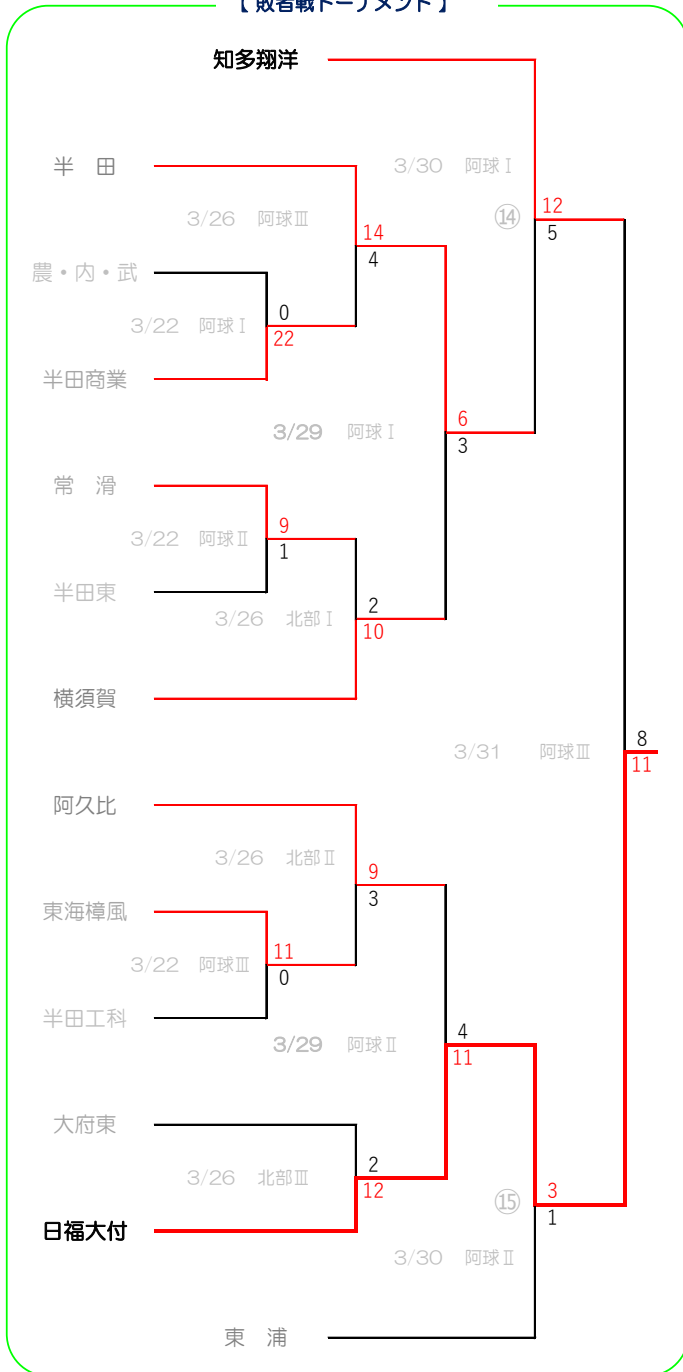 【 敗者戦トーナメント 】
知多翔洋
半　田
3/30　阿球Ⅰ
3/26　阿球Ⅲ
⑭
12
5
14
4
農・内・武
0
3/22　阿球Ⅰ
22
半田商業
6
3/29　阿球Ⅰ
3
常　滑
9
3/22　阿球Ⅱ
1
半田東
2
3/26　北部Ⅰ
10
横須賀
8
3/31　阿球Ⅲ
11
阿久比
3/26　北部Ⅱ
9
3
東海樟風
11
3/22　阿球Ⅲ
0
半田工科
4
3/29　阿球Ⅱ
11
大府東
2
3/26　北部Ⅲ
12
⑮
3
1
日福大付
3/30　阿球Ⅱ
東　浦